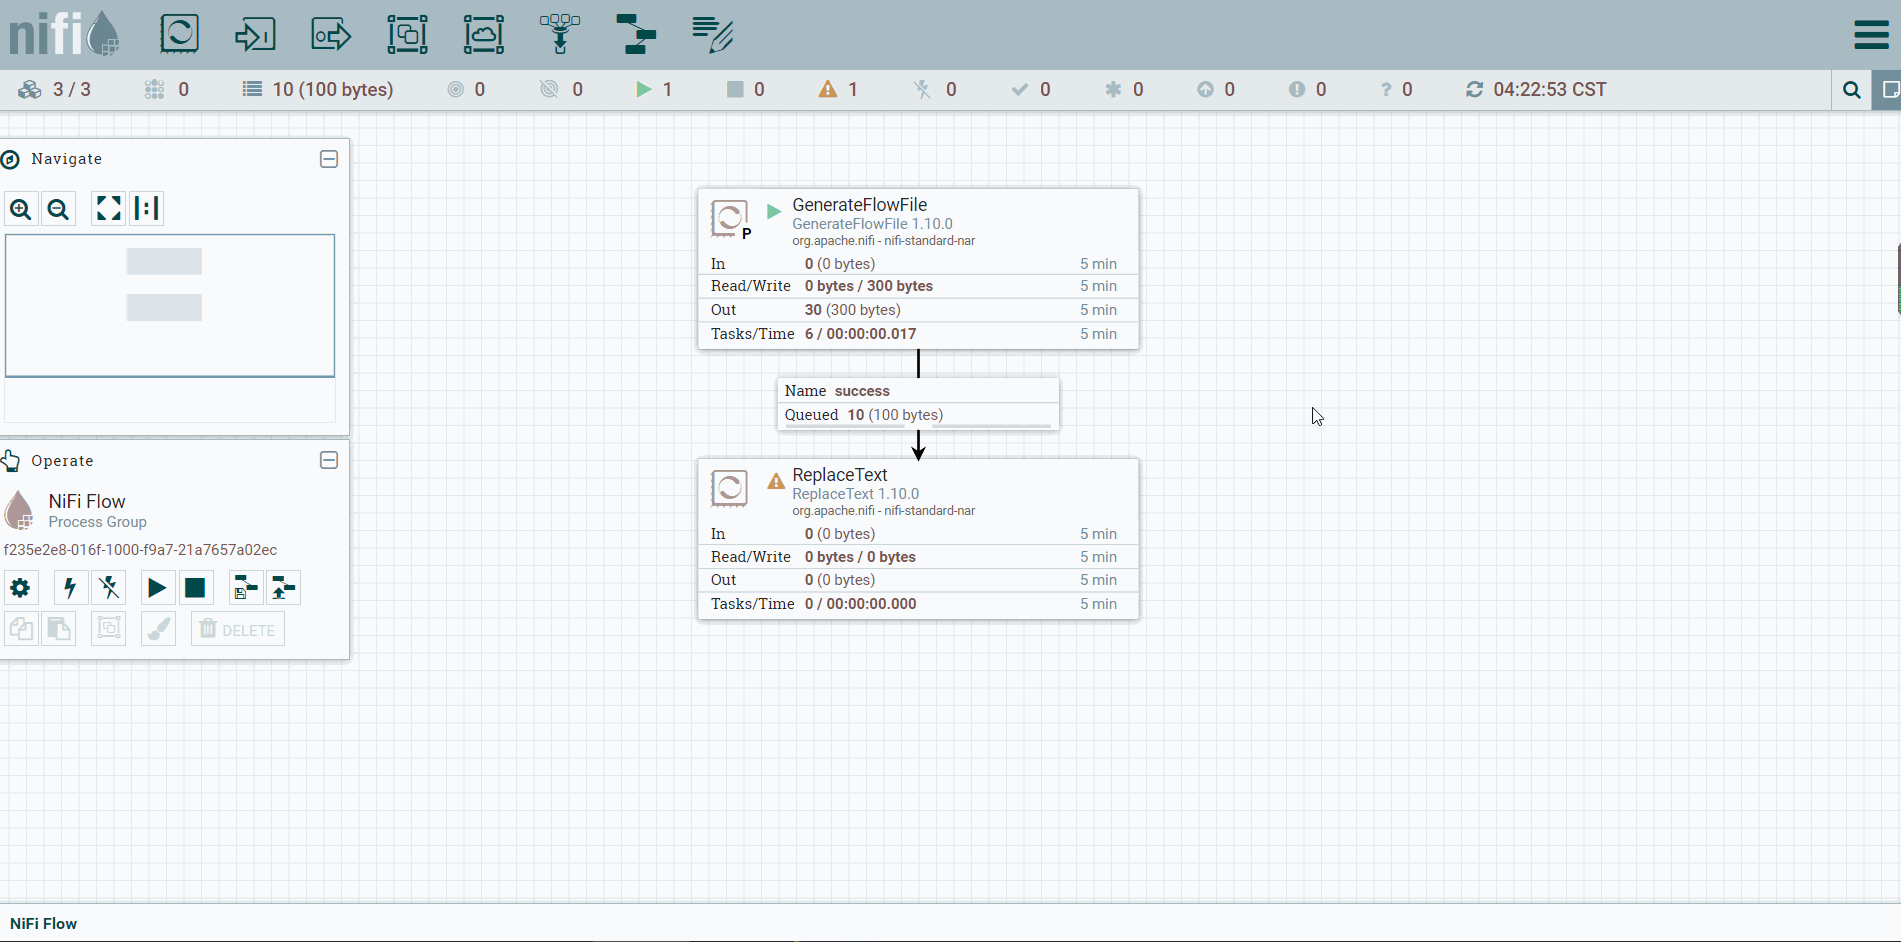 nifi
3 / 3 0 10 (100 bytes) 0 0 1 0 1 0 0 0 0 0 ? 0 04:22:53 CST
Navigate
GenerateFlowFile
GenerateFlowFile 1.10.0
P
org.apache.nifi - nifi-standard-nar
In 0 (0 bytes) 5 min
Read/Write 0 bytes / 300 bytes 5 min
Out 30 (300 bytes) 5 min
Tasks/Time 6 / 00:00:00.017 5 min
Name success
Queued 10 (100 bytes)
ReplaceText
ReplaceText 1.10.0
org.apache.nifi - nifi-standard-nar
In 0 (0 bytes) 5 min
Read/Write 0 bytes / 0 bytes 5 min
Out 0 (0 bytes) 5 min
Tasks/Time 0 / 00:00:00.000 5 min
Operate
NiFi Flow
Process Group
f235e2e8-016f-1000-f9a7-21a7657a02ec
DELETE
NiFi Flow